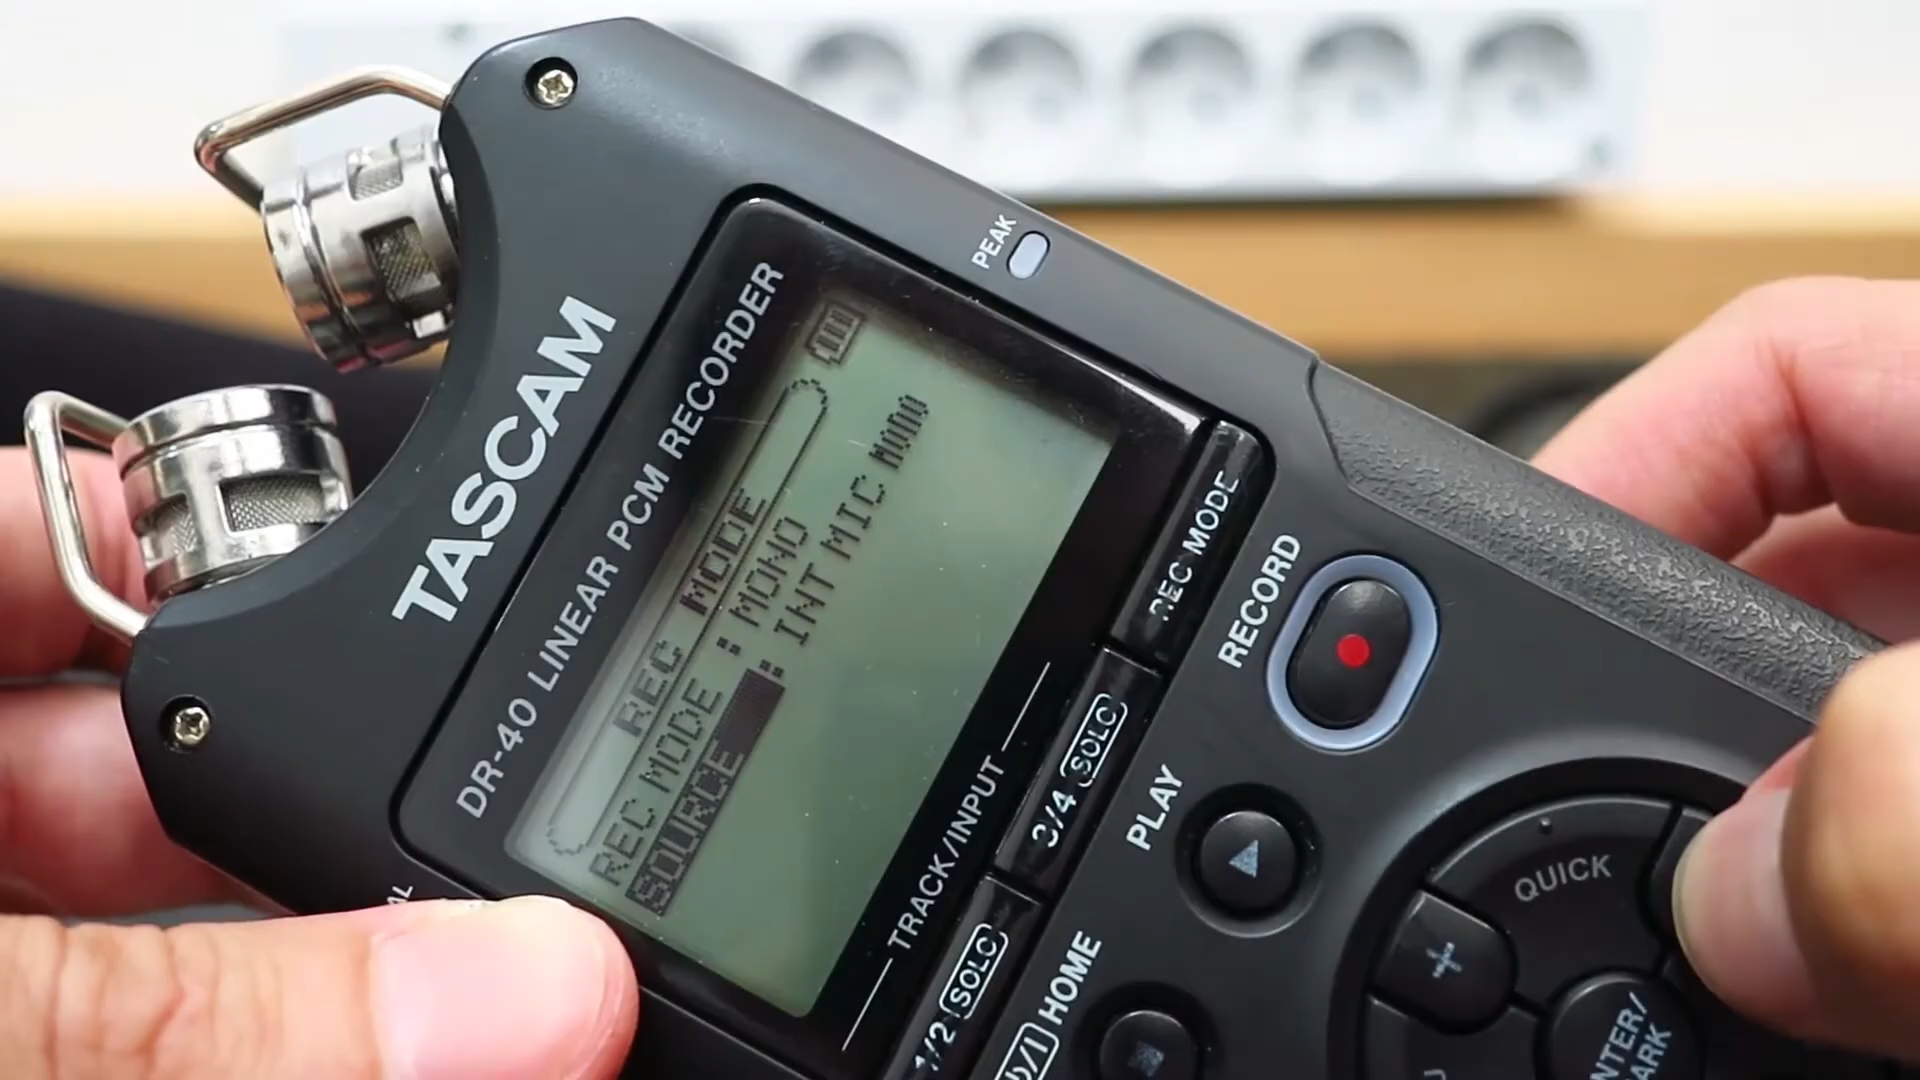 TASCAM
DR-40 LINEAR PCM RECORDER
PEAK
REC MODE
REC MODE : MONO
SOURCE : INT MIC MONO
REC MODE
3/4 SOLO
1/2 SOLO
TRACK/INPUT
RECORD
PLAY
HOME
QUICK